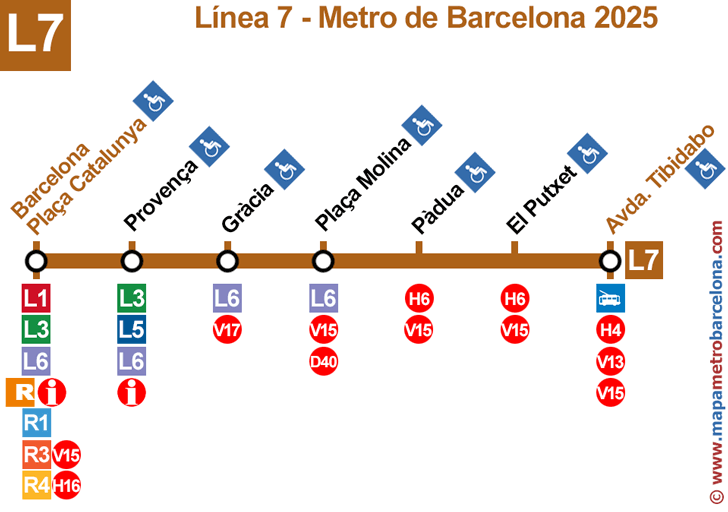 L7
Línea 7 - Metro de Barcelona 2025
Barcelona
Plaça Catalunya
Provença
Gràcia
Plaça Molina
Pàdua
El Putxet
Avda. Tibidabo
L7
L1
L3
L6
R i
R1
R3 V15
R4 H16
L3
L5
L6
i
L6
V17
L6
V15
D40
H6
V15
H6
V15
H4
V13
V15
© www.mapametrobarcelona.com